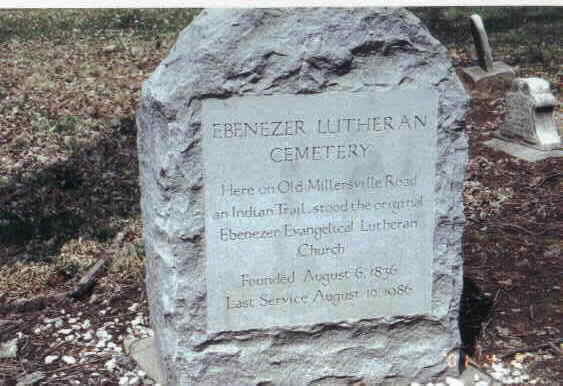 EBENEZER LUTHERAN
CEMETERY
Here on Old Millersville Road
an Indian Trail, stood the original
Ebenezer Evangelical Lutheran
Church
Founded August 6, 1836
Last Service August 10, 1986